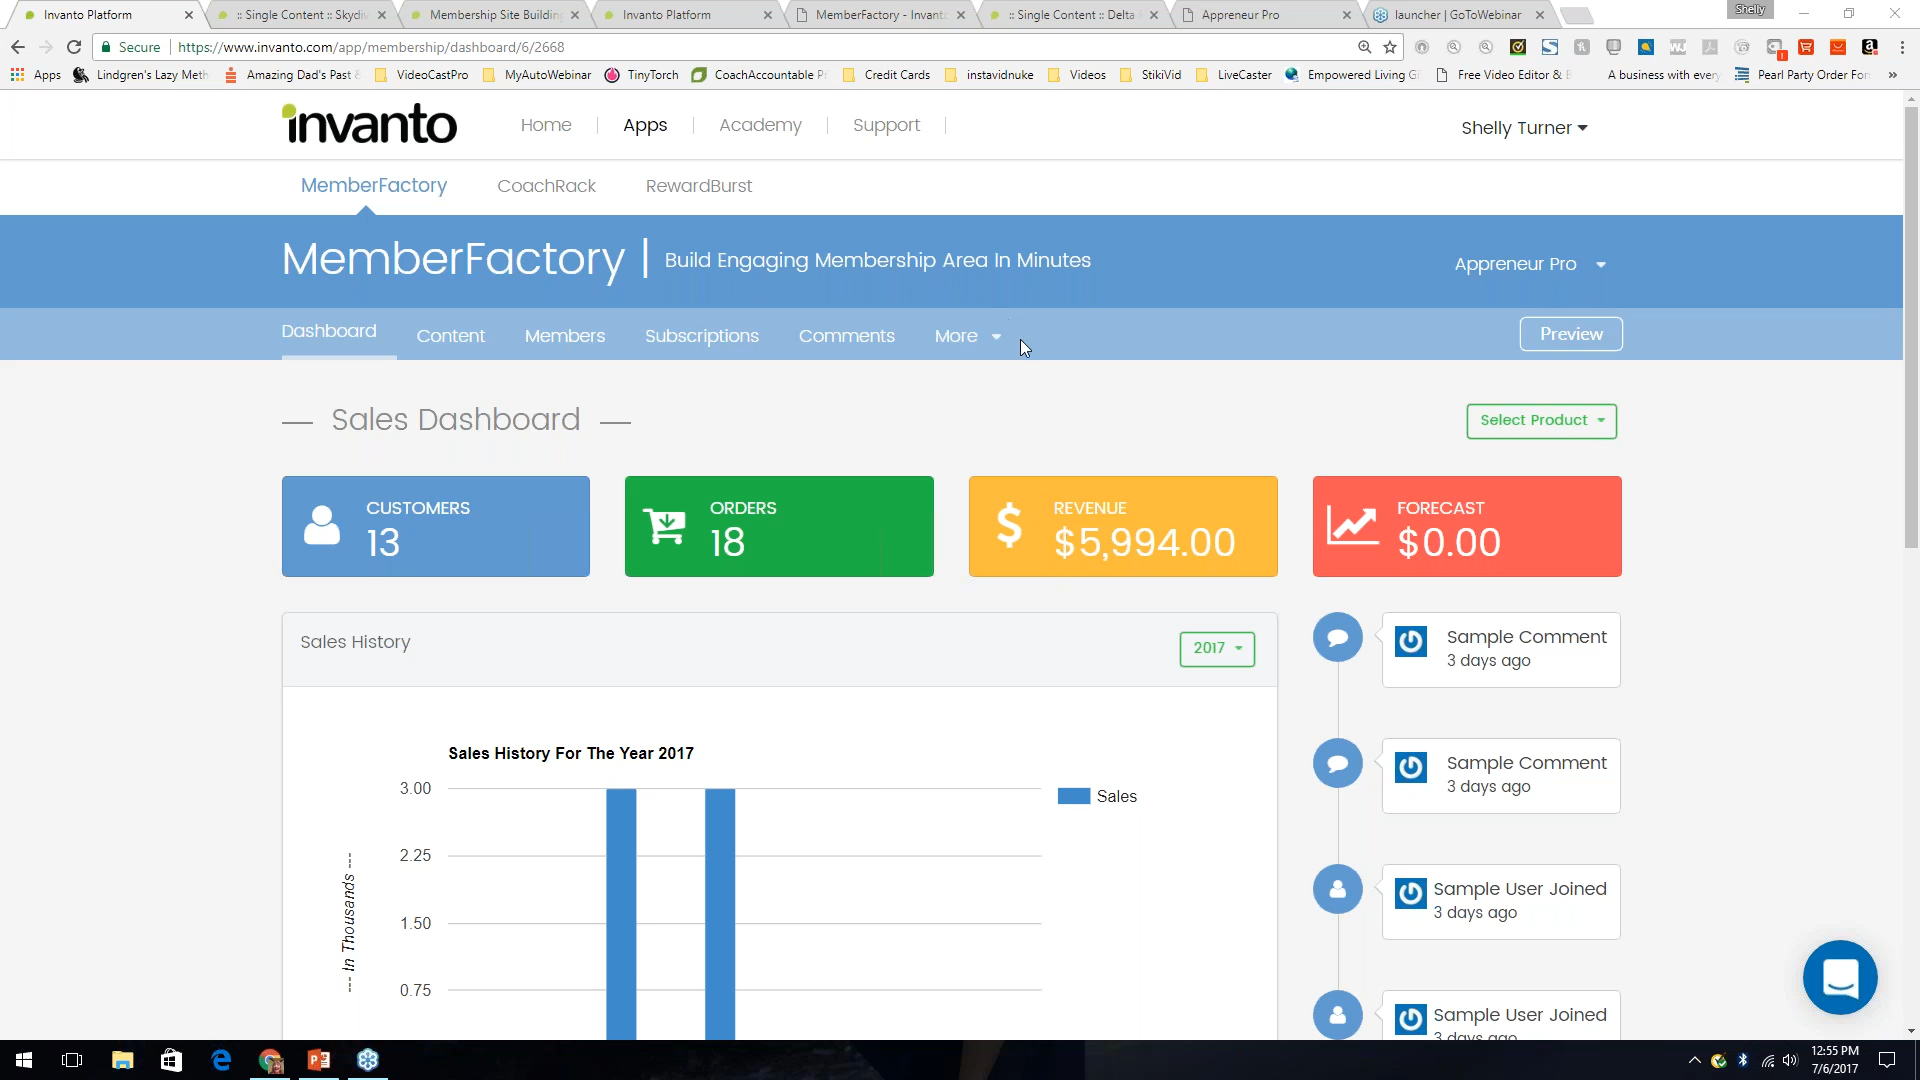 Invanto Platform
:: Single Content :: Skydiv
Membership Site Building
Invanto Platform
MemberFactory - Invant
:: Single Content :: Delta
Appreneur Pro
launcher | GoToWebinar
Shelly
Secure
https://www.invanto.com/app/membership/dashboard/6/2668
Apps
Lindgren's Lazy Meth
Amazing Dad's Past
VideoCastPro
MyAutoWebinar
TinyTorch
CoachAccountable P
Credit Cards
instavidnuke
Videos
StikiVid
LiveCaster
Empowered Living G
Free Video Editor &
A business with every
Pearl Party Order For
»
invanto
Home
Apps
Academy
Support
Shelly Turner
MemberFactory
CoachRack
RewardBurst
MemberFactory | Build Engaging Membership Area In Minutes
Appreneur Pro
Dashboard
Content
Members
Subscriptions
Comments
More
Preview
Sales Dashboard
Select Product
CUSTOMERS
13
ORDERS
18
REVENUE
$5,994.00
FORECAST
$0.00
Sales History
2017
Sales History For The Year 2017
3.00
2.25
1.50
0.75
--- In Thousands ---
Sales
Sample Comment
3 days ago
Sample Comment
3 days ago
Sample User Joined
3 days ago
Sample User Joined
3 days ago
12:55 PM
7/6/2017